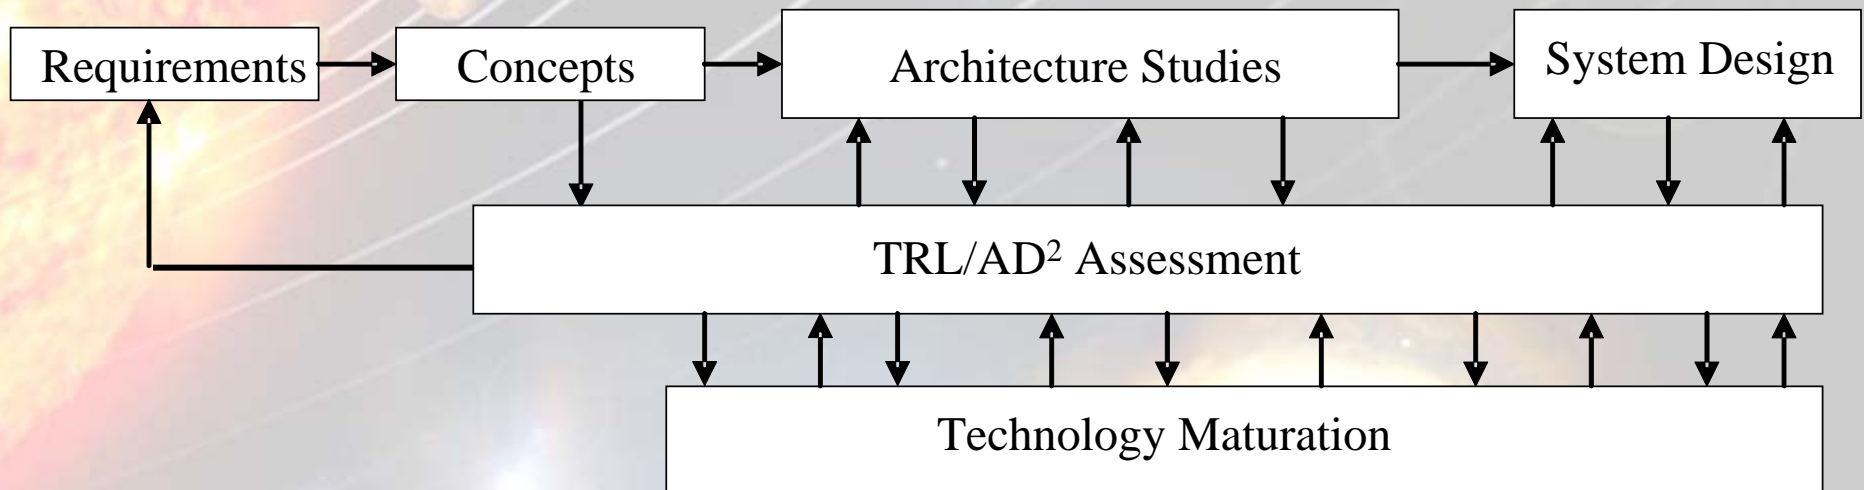 Requirements
Concepts
Architecture Studies
System Design
TRL/AD² Assessment
Technology Maturation